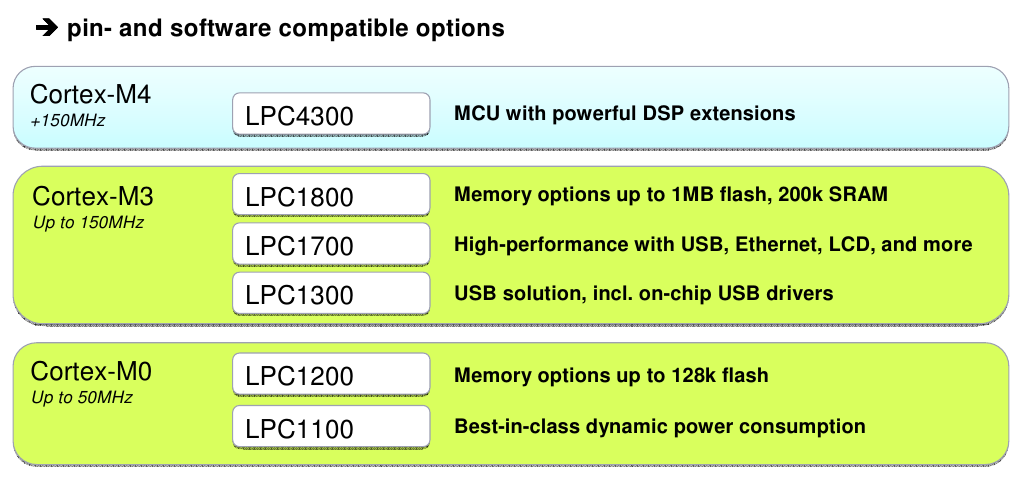 ➔ pin- and software compatible options
Cortex-M4
+150MHz
LPC4300
MCU with powerful DSP extensions
Cortex-M3
Up to 150MHz
LPC1800
Memory options up to 1MB flash, 200k SRAM
LPC1700
High-performance with USB, Ethernet, LCD, and more
LPC1300
USB solution, incl. on-chip USB drivers
Cortex-M0
Up to 50MHz
LPC1200
Memory options up to 128k flash
LPC1100
Best-in-class dynamic power consumption